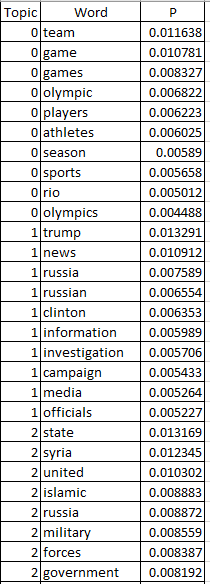 Topic Word P
0 team 0.011638
0 game 0.010781
0 games 0.008327
0 olympic 0.006822
0 players 0.006223
0 athletes 0.006025
0 season 0.00589
0 sports 0.005658
0 rio 0.005012
0 olympics 0.004488
1 trump 0.013291
1 news 0.010912
1 russia 0.007589
1 russian 0.006554
1 clinton 0.006353
1 information 0.005989
1 investigation 0.005706
1 campaign 0.005433
1 media 0.005264
1 officials 0.005227
2 state 0.013169
2 syria 0.012345
2 united 0.010302
2 islamic 0.008883
2 russia 0.008872
2 military 0.008559
2 forces 0.008387
2 government 0.008192